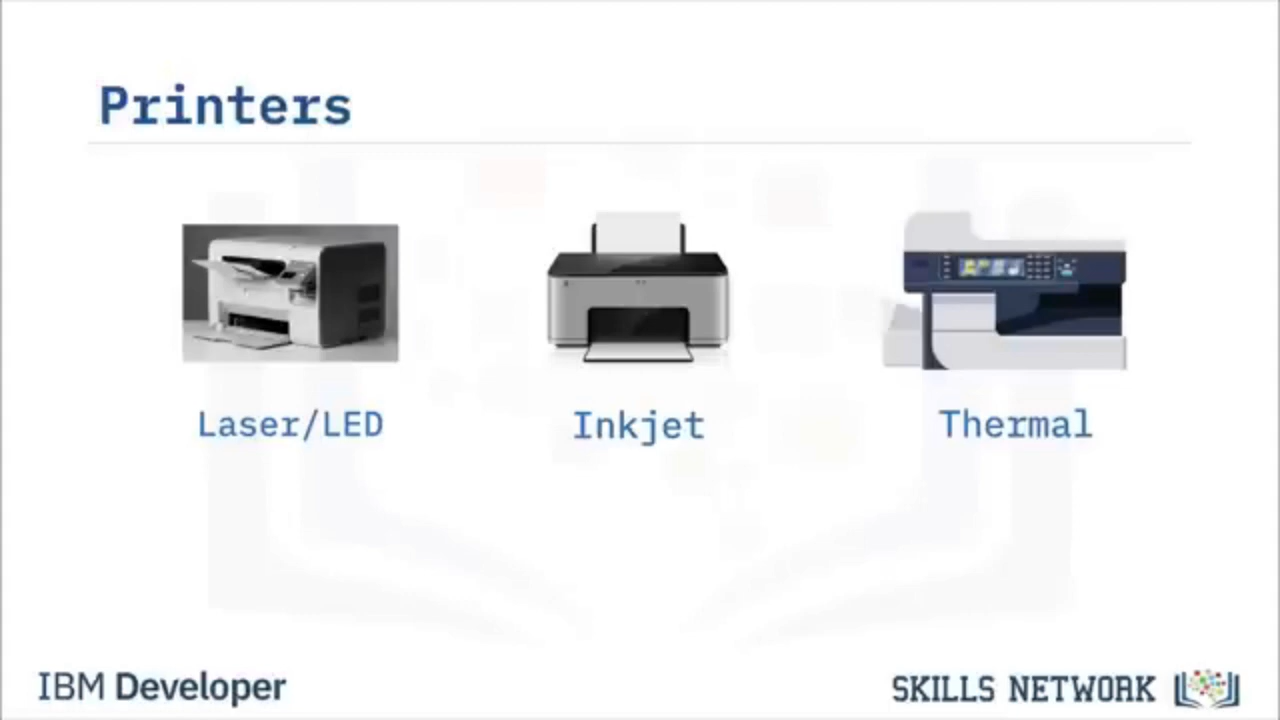 Printers
Laser/LED
Inkjet
Thermal
IBM Developer
SKILLS NETWORK